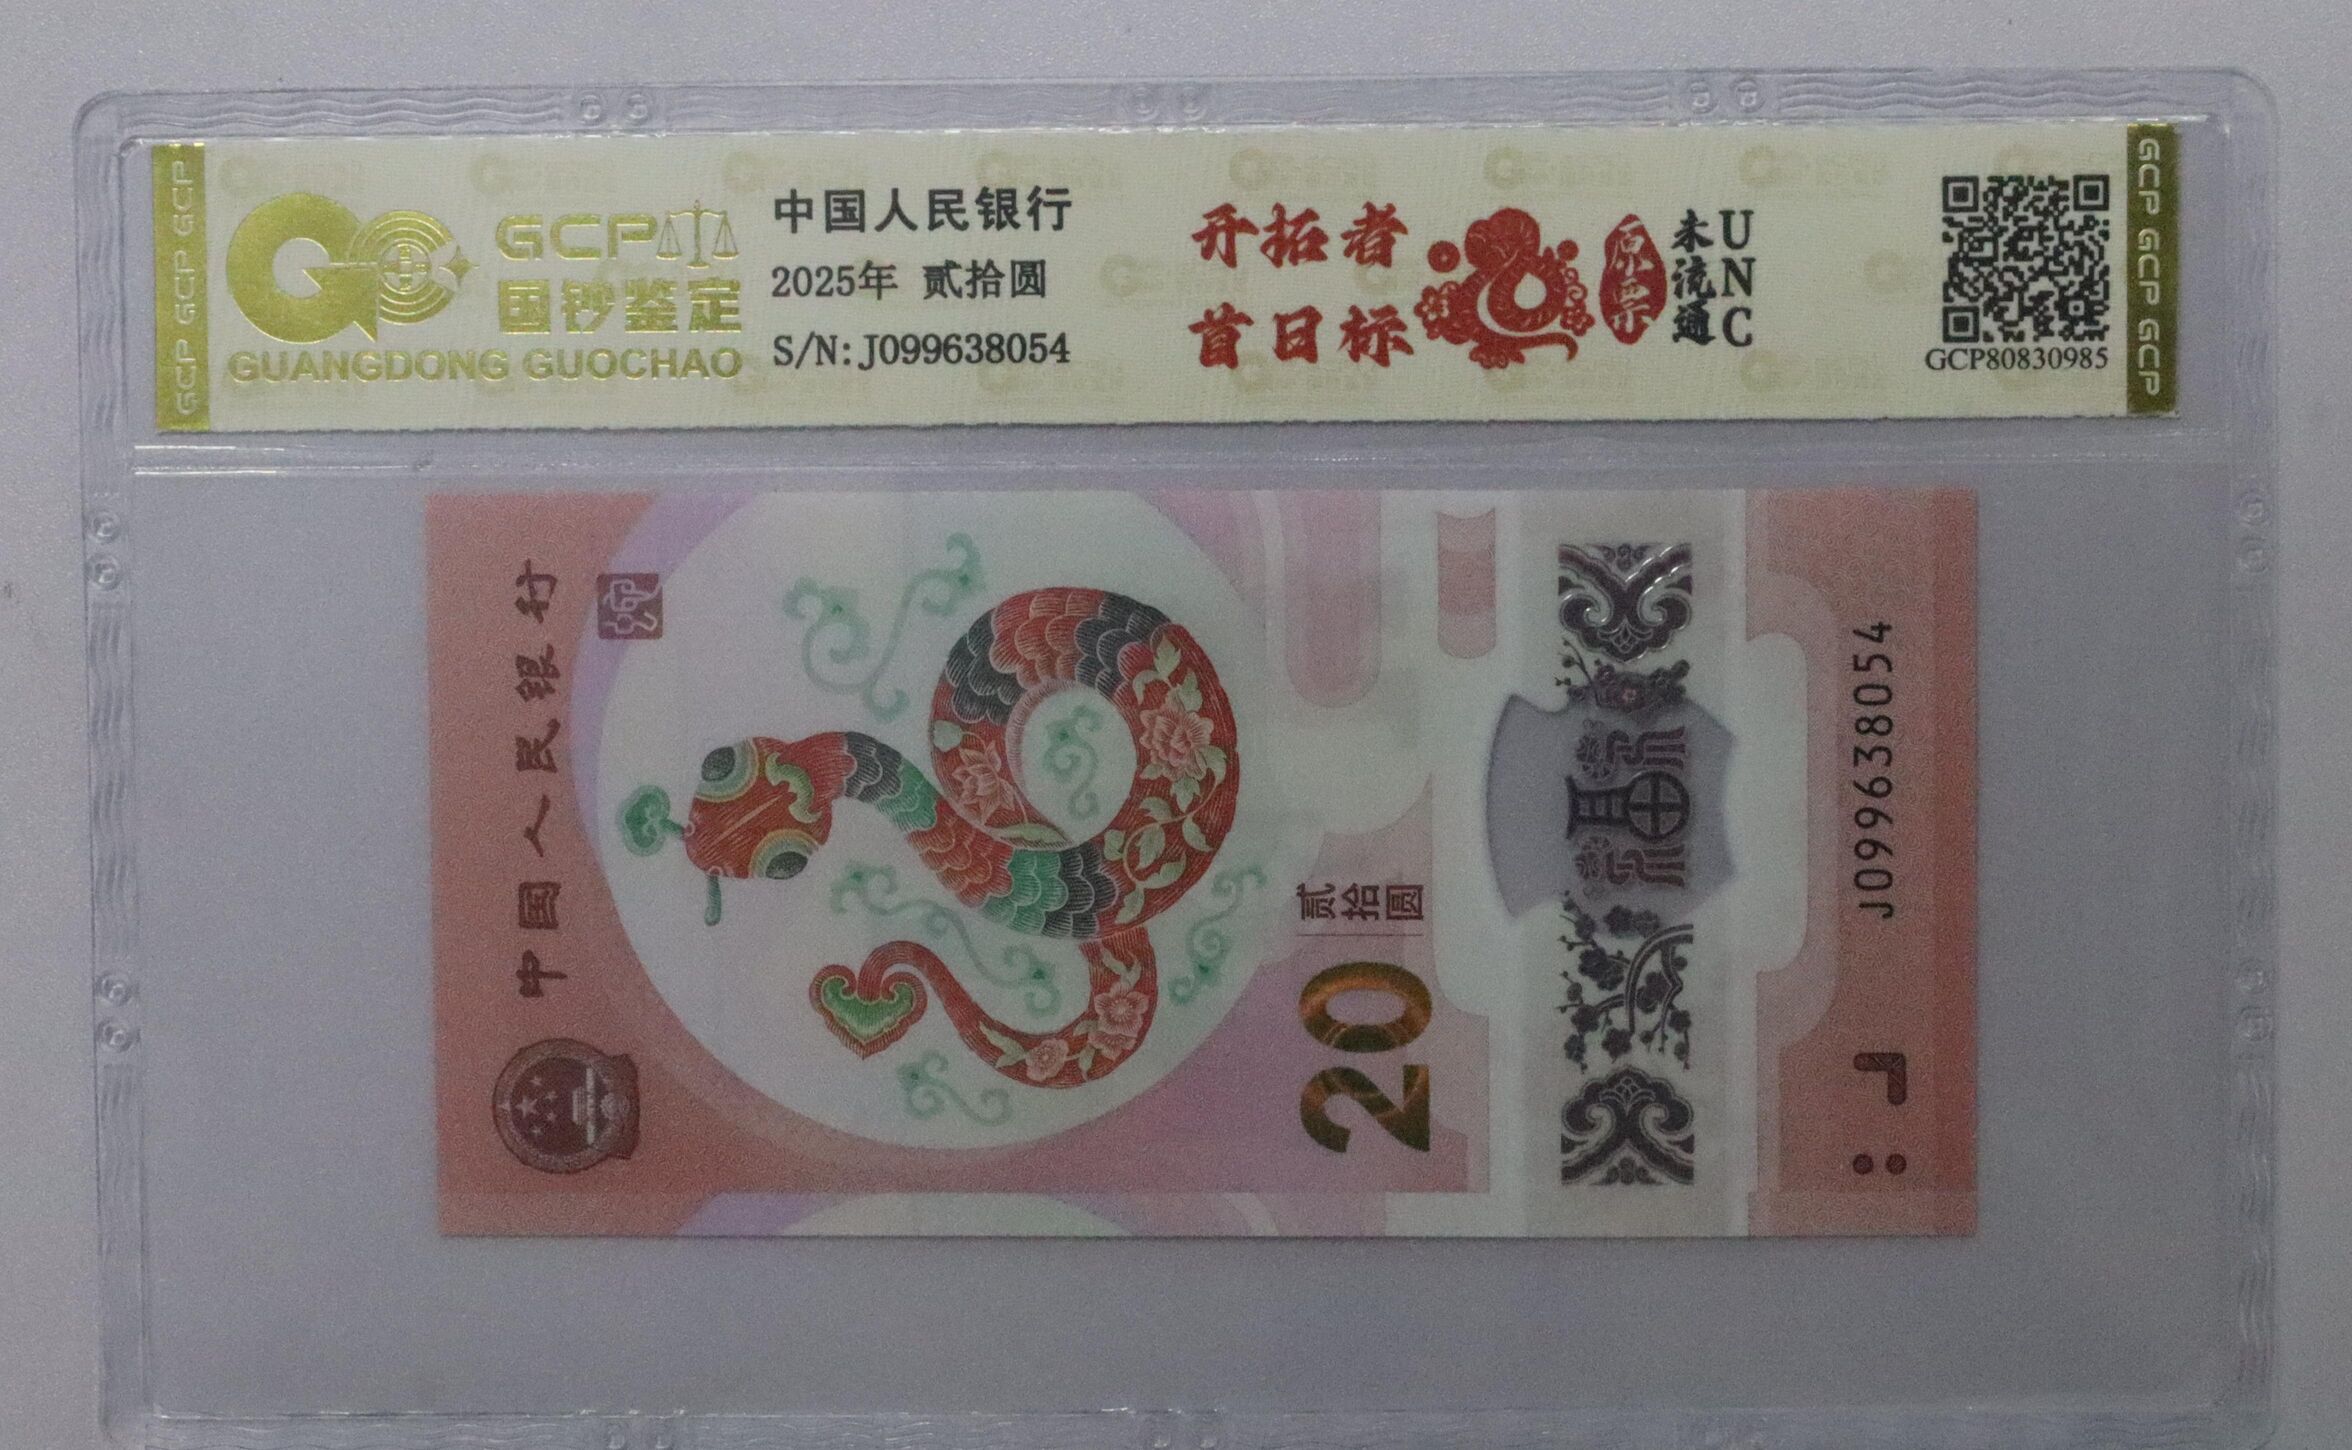 GCP GCP GCP
GCP
国钞鉴定
GUANGDONG GUOCHAO
中国人民银行
2025年 贰拾圆
S/N: J099638054
开拓者
首日标
原票
未流通
UNC
GCP80830985
GCP GCP GCP
中国人民银行
贰拾圆
20
福
J099638054